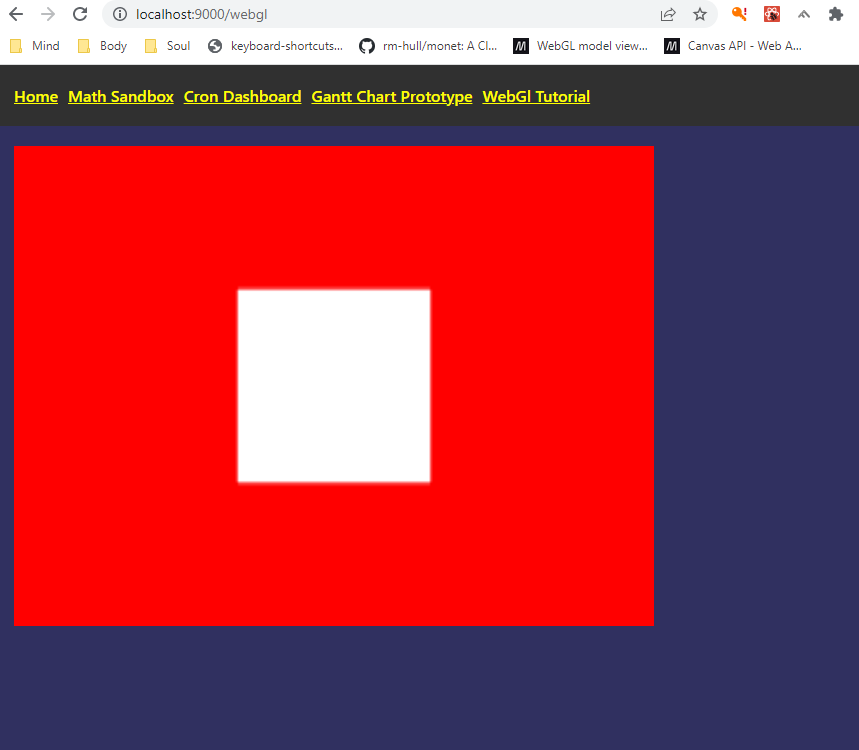 localhost:9000/webgl
Mind Body Soul keyboard-shortcuts... rm-hull/monet: A Cl... WebGL model view... Canvas API - Web A...
Home Math Sandbox Cron Dashboard Gantt Chart Prototype WebGl Tutorial